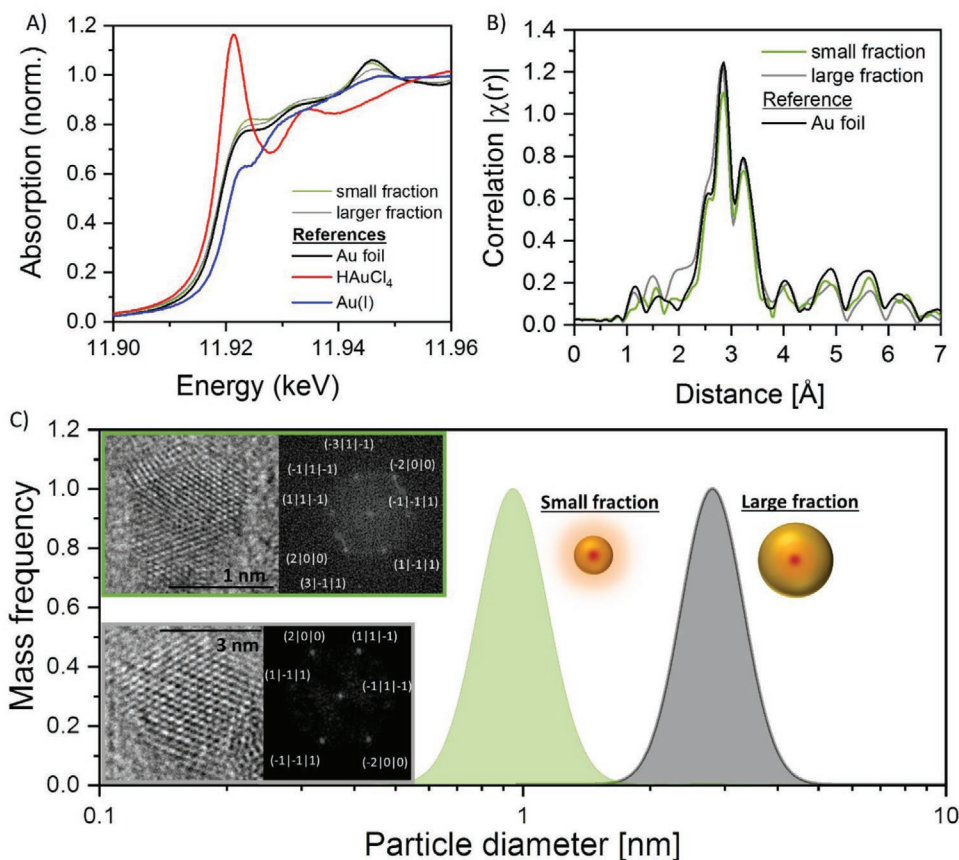 A)
Absorption (norm.)
1.2
1.0
0.8
0.6
0.4
0.2
0.0
11.90
11.92
11.94
11.96
Energy (keV)
small fraction
larger fraction
References
Au foil
HAuCl4
Au(I)
B)
Correlation |χ(r)|
1.4
1.2
1.0
0.8
0.6
0.4
0.2
0.0
0
1
2
3
4
5
6
7
Distance [Å]
small fraction
large fraction
Reference
Au foil
C)
Mass frequency
1.2
1.0
0.8
0.6
0.4
0.2
0.0
0.1
1
10
Particle diameter [nm]
1 nm
(-3|1|-1)
(-1|1|-1)
(-2|0|0)
(1|1|-1)
(-1|-1|1)
(2|0|0)
(1|-1|1)
(3|-1|1)
3 nm
(2|0|0)
(1|1|-1)
(1|-1|1)
(-1|1|-1)
(-1|-1|1)
(-2|0|0)
Small fraction
Large fraction